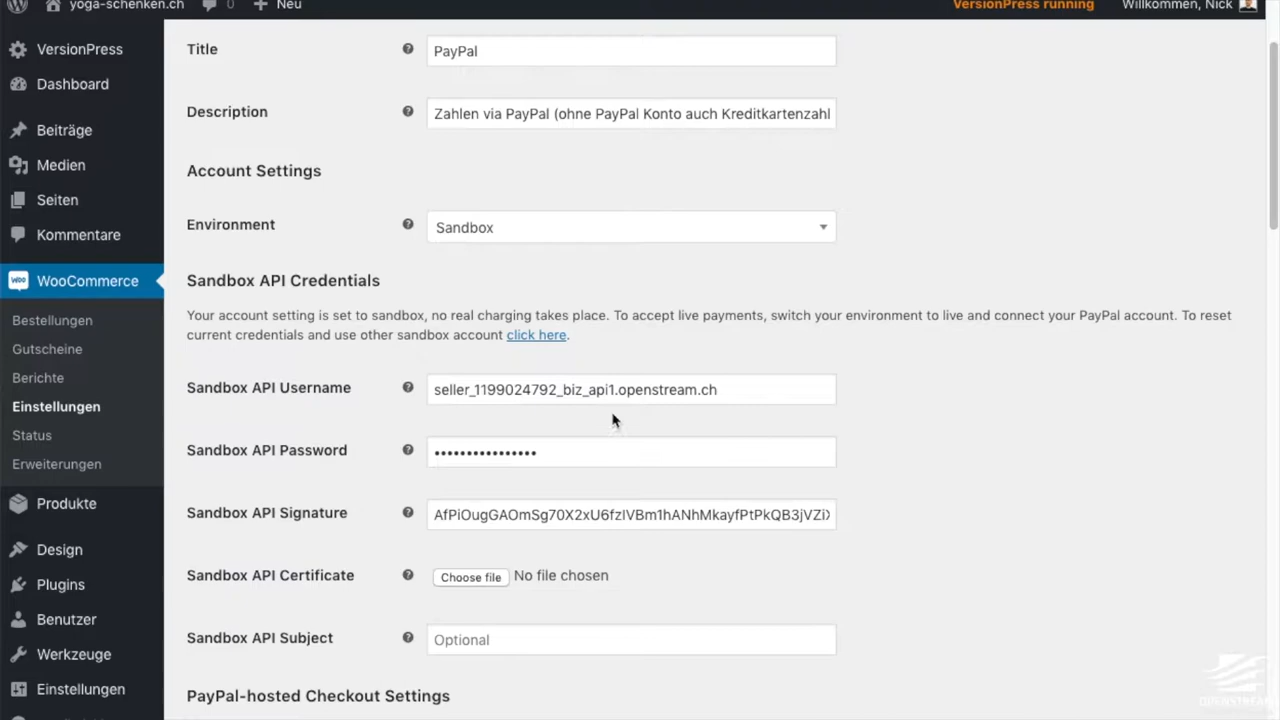 yoga-schenken.ch 0 Neu VersionPress running Willkommen, Nick
VersionPress
Dashboard
Beiträge
Medien
Seiten
Kommentare
WooCommerce
Bestellungen
Gutscheine
Berichte
Einstellungen
Status
Erweiterungen
Produkte
Design
Plugins
Benutzer
Werkzeuge
Einstellungen
Title PayPal
Description Zahlen via PayPal (ohne PayPal Konto auch Kreditkartenzahl
Account Settings
Environment Sandbox
Sandbox API Credentials
Your account setting is set to sandbox, no real charging takes place. To accept live payments, switch your environment to live and connect your PayPal account. To reset
current credentials and use other sandbox account click here.
Sandbox API Username seller_1199024792_biz_api1.openstream.ch
Sandbox API Password ••••••••••••••••
Sandbox API Signature AfPiOugGAOmSg70X2xU6fzIVBm1hANhMkayfPtPkQB3jVZiX
Sandbox API Certificate Choose file No file chosen
Sandbox API Subject Optional
PayPal-hosted Checkout Settings
OPENSTREAM